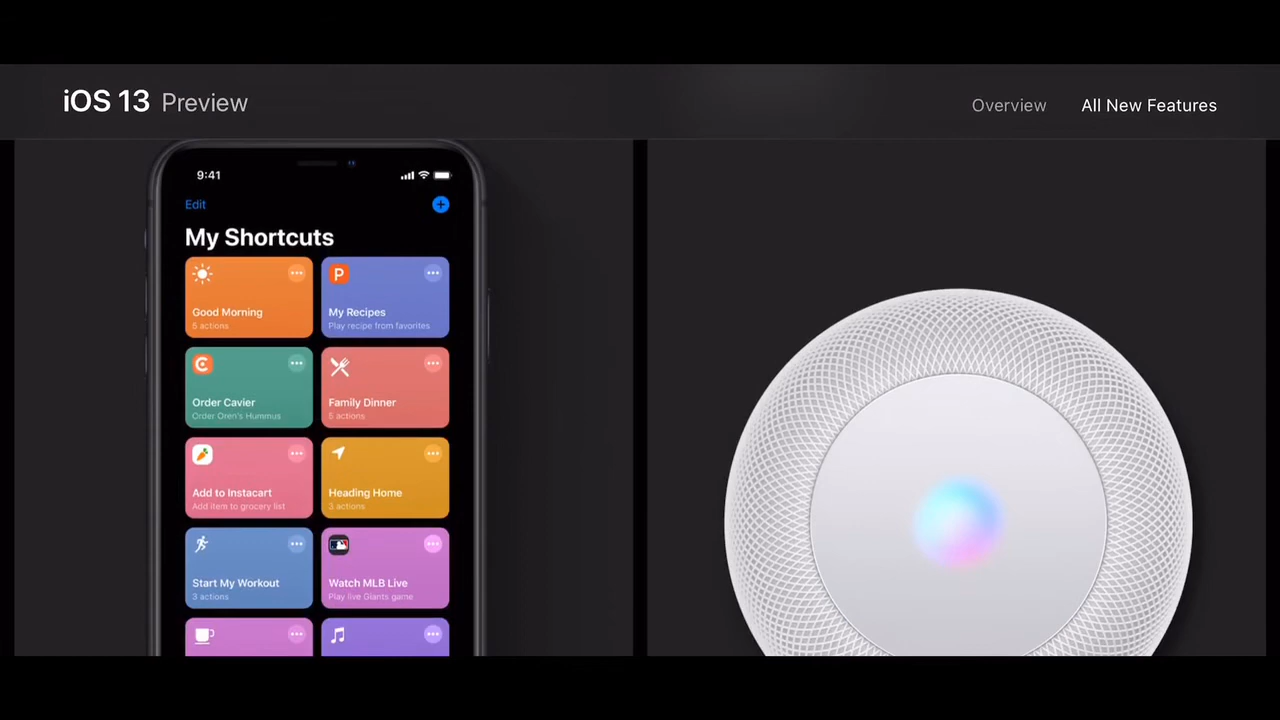 iOS 13 Preview
Overview
All New Features
9:41
Edit
My Shortcuts
Good Morning
5 actions
P
My Recipes
Play recipe from favorites
Order Cavier
Order Oren's Hummus
Family Dinner
5 actions
Add to Instacart
Add item to grocery list
Heading Home
3 actions
Start My Workout
3 actions
Watch MLB Live
Play live Giants game